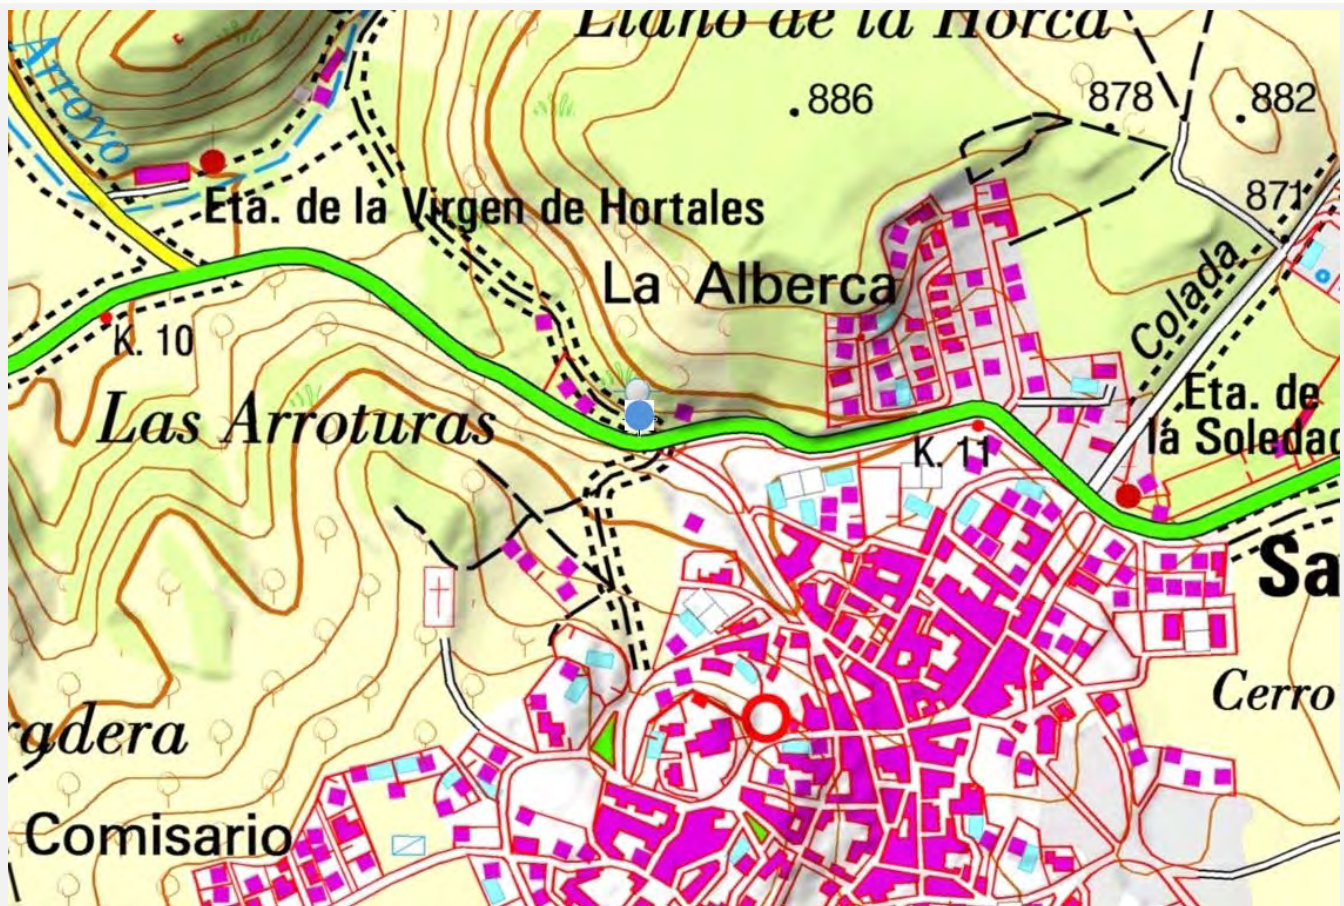 Llano de la Horca
Arroyo
886
878
882
871
Eta. de la Virgen de Hortales
La Alberca
Colada
K. 10
Las Arroturas
K. 11
Eta. de
la Soledad
Sa
Cerro
radera
Comisario